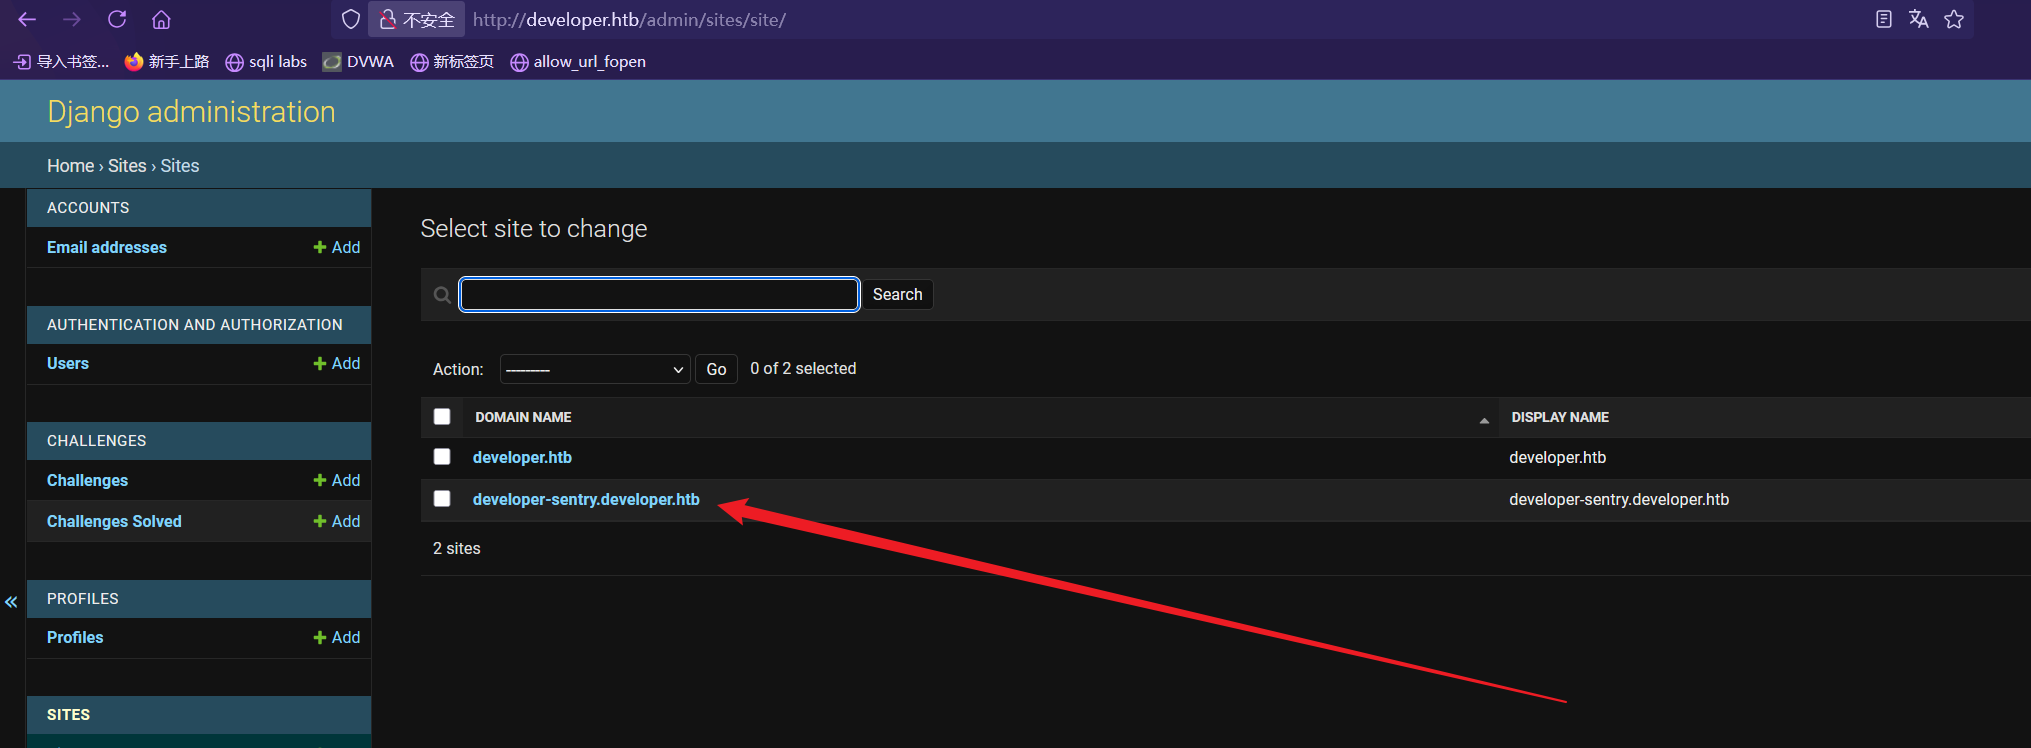 不安全 http://developer.htb/admin/sites/site/
导入书签... 新手上路 sqli labs DVWA 新标签页 allow_url_fopen
Django administration
Home › Sites › Sites
ACCOUNTS
Email addresses + Add
AUTHENTICATION AND AUTHORIZATION
Users + Add
CHALLENGES
Challenges + Add
Challenges Solved + Add
PROFILES
Profiles + Add
SITES
«
Select site to change
Search
Action: --------- Go 0 of 2 selected
DOMAIN NAME DISPLAY NAME
developer.htb developer.htb
developer-sentry.developer.htb developer-sentry.developer.htb
2 sites